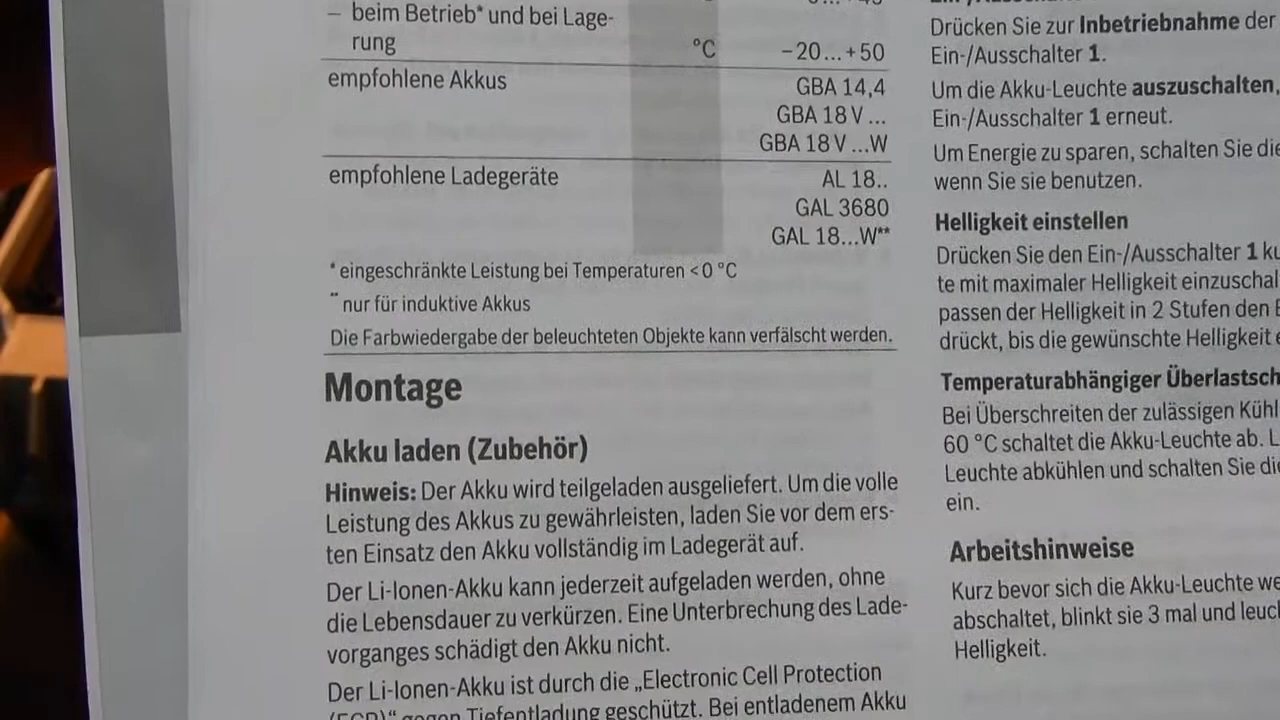 – beim Betrieb* und bei Lage-
rung °C –20...+50
empfohlene Akkus GBA 14,4
GBA 18 V ...
GBA 18 V ...W
empfohlene Ladegeräte AL 18..
GAL 3680
GAL 18...W**
* eingeschränkte Leistung bei Temperaturen <0 °C
** nur für induktive Akkus
Die Farbwiedergabe der beleuchteten Objekte kann verfälscht werden.
Montage
Akku laden (Zubehör)
Hinweis: Der Akku wird teilgeladen ausgeliefert. Um die volle
Leistung des Akkus zu gewährleisten, laden Sie vor dem ers-
ten Einsatz den Akku vollständig im Ladegerät auf.
Der Li-Ionen-Akku kann jederzeit aufgeladen werden, ohne
die Lebensdauer zu verkürzen. Eine Unterbrechung des Lade-
vorganges schädigt den Akku nicht.
Der Li-Ionen-Akku ist durch die „Electronic Cell Protection
(ECP)“ gegen Tiefentladung geschützt. Bei entladenem Akku
Drücken Sie zur Inbetriebnahme der
Ein-/Ausschalter 1.
Um die Akku-Leuchte auszuschalten,
Ein-/Ausschalter 1 erneut.
Um Energie zu sparen, schalten Sie die
wenn Sie sie benutzen.
Helligkeit einstellen
Drücken Sie den Ein-/Ausschalter 1 ku
te mit maximaler Helligkeit einzuschal
passen der Helligkeit in 2 Stufen den E
drückt, bis die gewünschte Helligkeit e
Temperaturabhängiger Überlastsch
Bei Überschreiten der zulässigen Kühl
60 °C schaltet die Akku-Leuchte ab. L
Leuchte abkühlen und schalten Sie die
ein.
Arbeitshinweise
Kurz bevor sich die Akku-Leuchte we
abschaltet, blinkt sie 3 mal und leuc
Helligkeit.